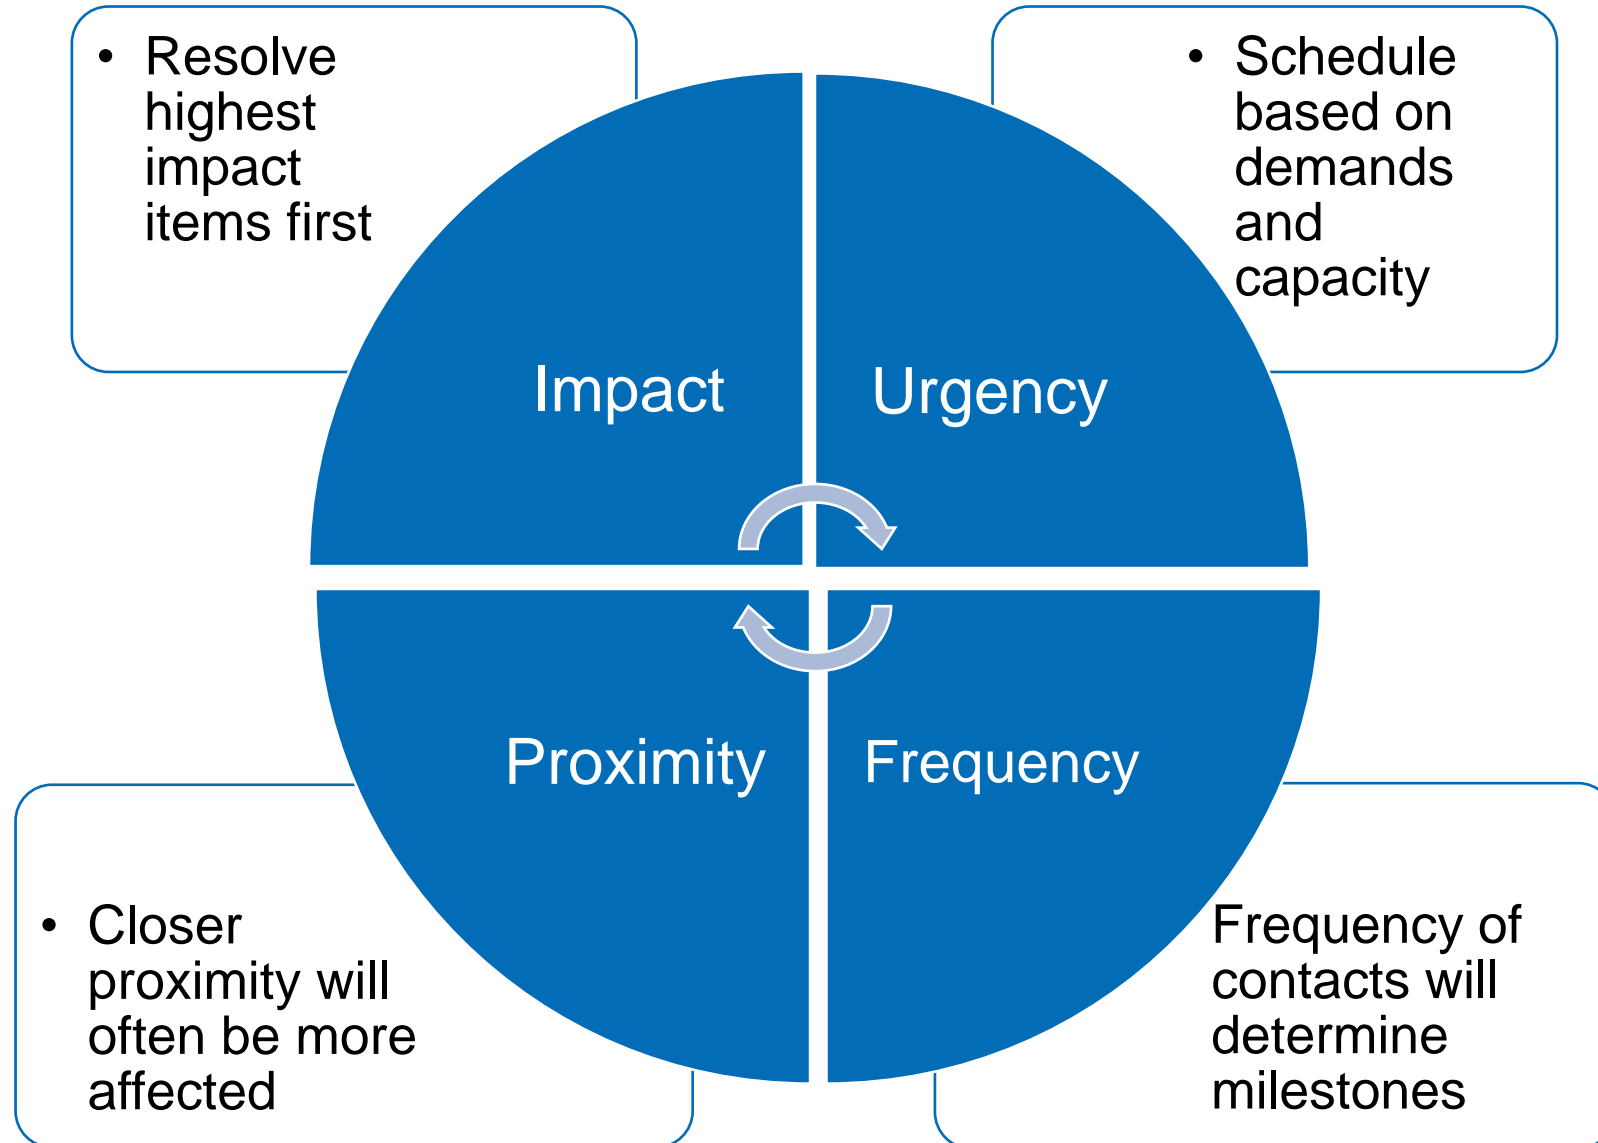 • Resolve
highest
impact
items first
• Schedule
based on
demands
and
capacity
Impact
Urgency
Proximity
Frequency
• Closer
proximity will
often be more
affected
Frequency of
contacts will
determine
milestones